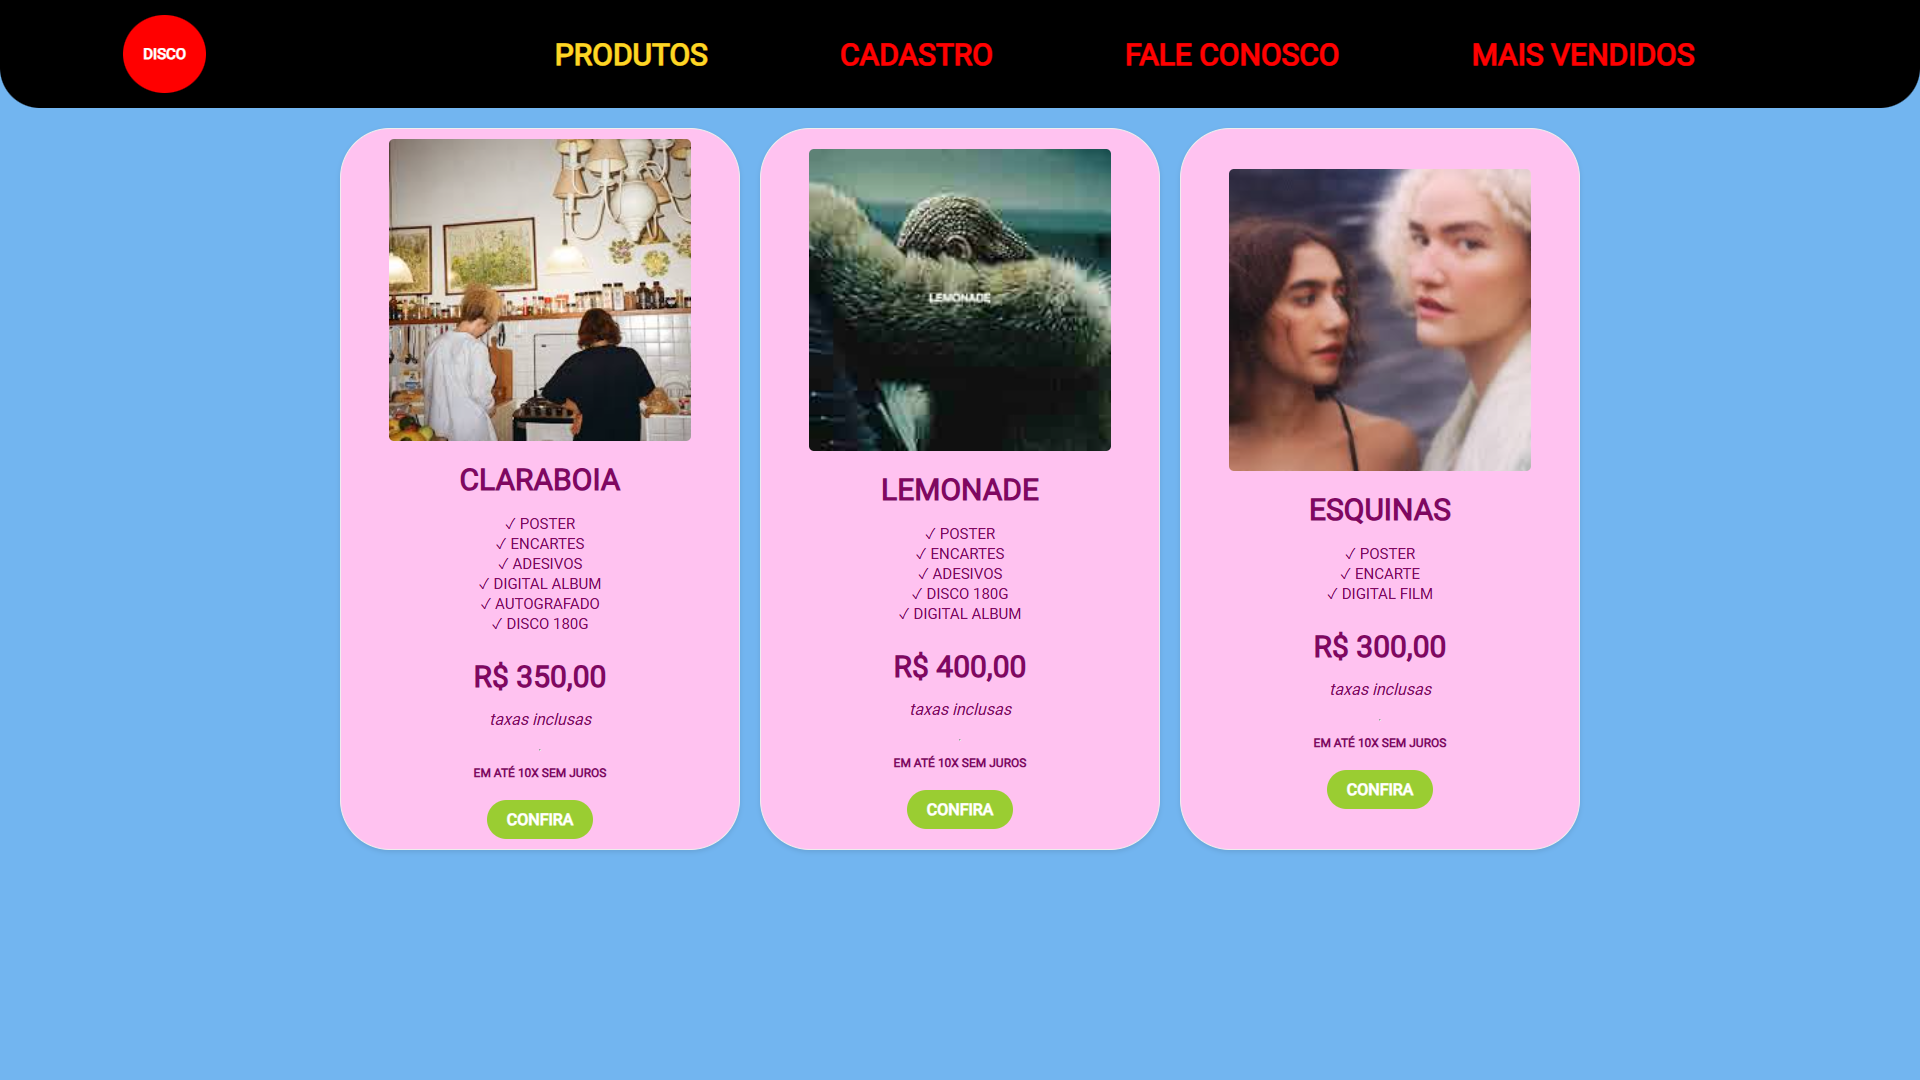 DISCO
PRODUTOS
CADASTRO
FALE CONOSCO
MAIS VENDIDOS
CLARABOIA
✓ POSTER
✓ ENCARTES
✓ ADESIVOS
✓ DIGITAL ALBUM
✓ AUTOGRAFADO
✓ DISCO 180G
R$ 350,00
taxas inclusas
.
EM ATÉ 10X SEM JUROS
CONFIRA
LEMONADE
LEMONADE
✓ POSTER
✓ ENCARTES
✓ ADESIVOS
✓ DISCO 180G
✓ DIGITAL ALBUM
R$ 400,00
taxas inclusas
.
EM ATÉ 10X SEM JUROS
CONFIRA
ESQUINAS
✓ POSTER
✓ ENCARTE
✓ DIGITAL FILM
R$ 300,00
taxas inclusas
.
EM ATÉ 10X SEM JUROS
CONFIRA